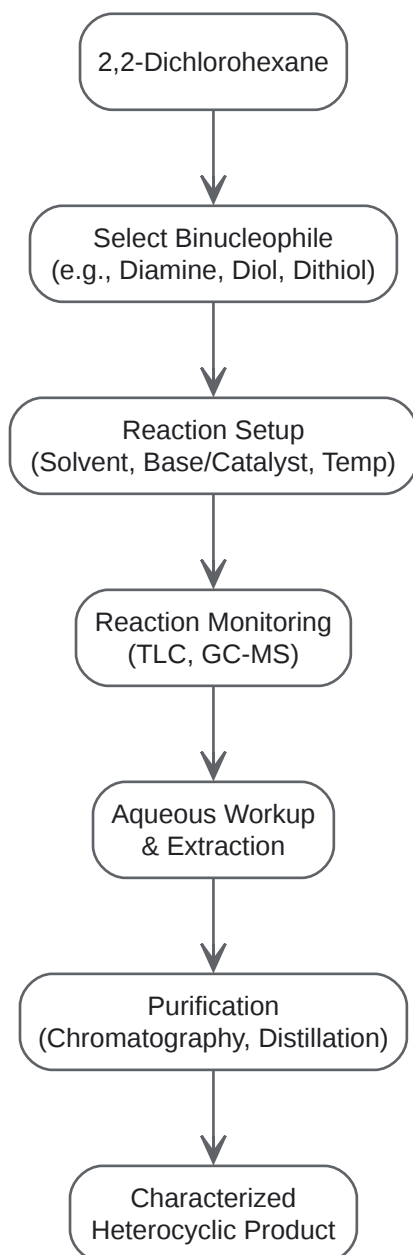 2,2-Dichlorohexane
Select Binucleophile
(e.g., Diamine, Diol, Dithiol)
Reaction Setup
(Solvent, Base/Catalyst, Temp)
Reaction Monitoring
(TLC, GC-MS)
Aqueous Workup
& Extraction
Purification
(Chromatography, Distillation)
Characterized
Heterocyclic Product